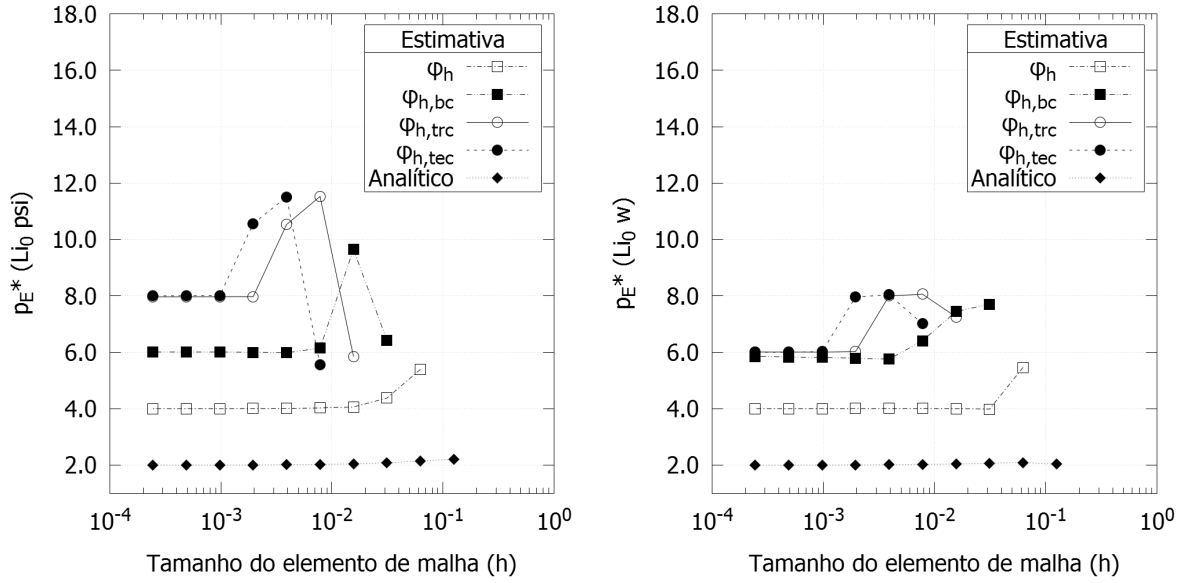 18.0
16.0
14.0
12.0
10.0
8.0
6.0
4.0
2.0
pE* (Li0 psi)
10-4 10-3 10-2 10-1 100
Tamanho do elemento de malha (h)
Estimativa
φh
φh,bc
φh,trc
φh,tec
Analítico
18.0
16.0
14.0
12.0
10.0
8.0
6.0
4.0
2.0
pE* (Li0 w)
10-4 10-3 10-2 10-1 100
Tamanho do elemento de malha (h)
Estimativa
φh
φh,bc
φh,trc
φh,tec
Analítico